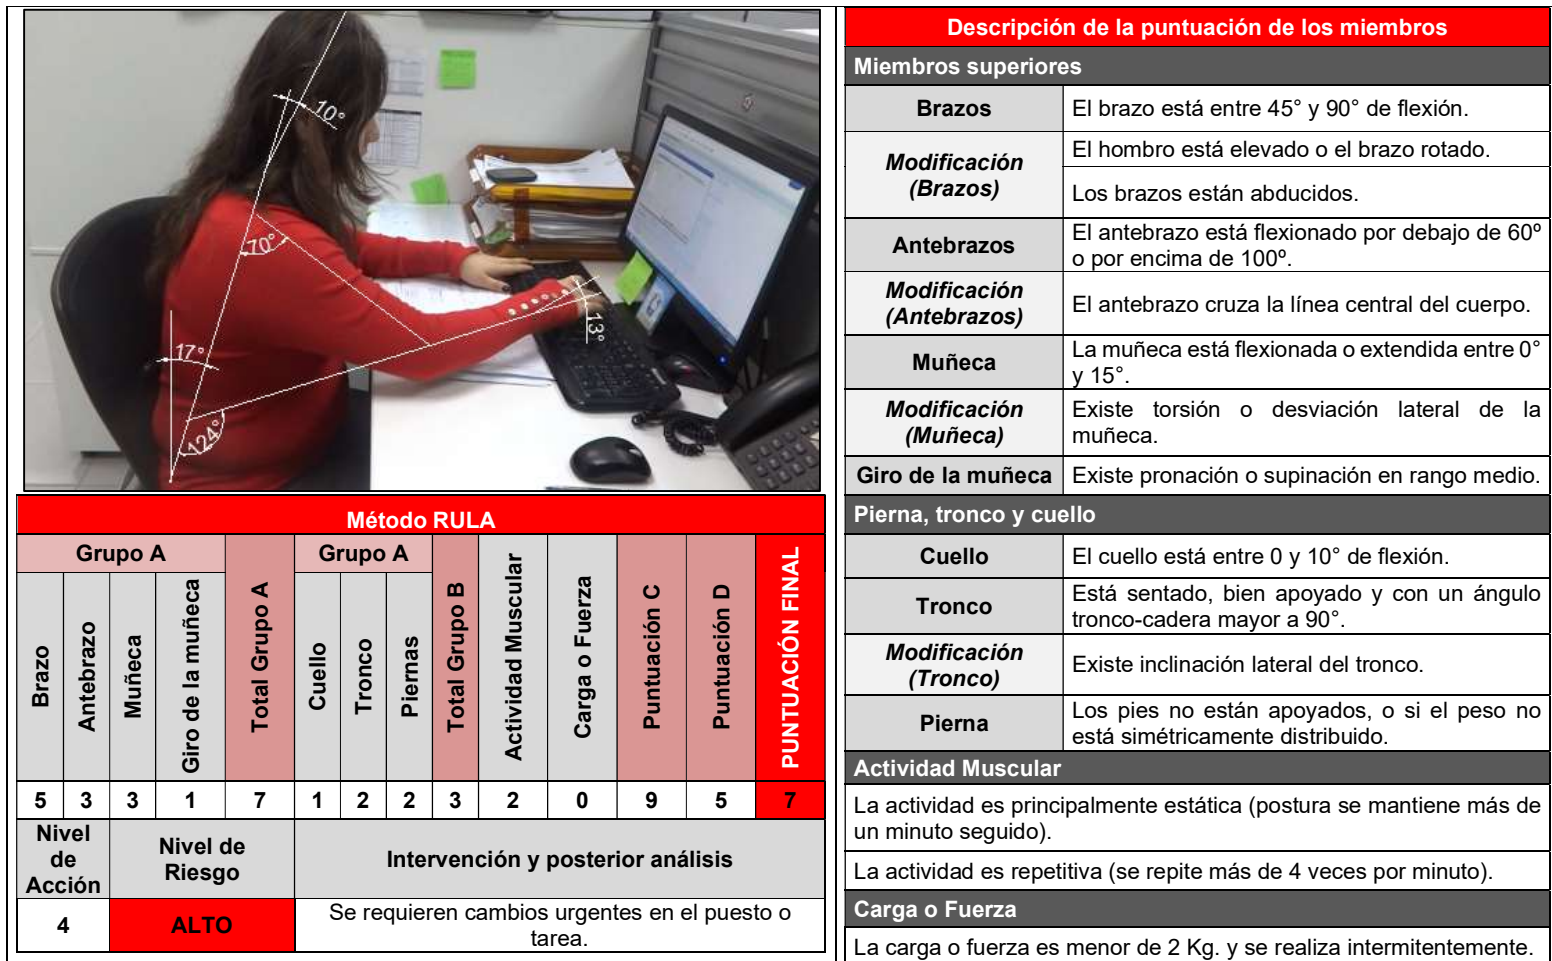 10°
70°
13°
17°
124°
Método RULA
Grupo A
Total Grupo A
Grupo A
Total Grupo B
Actividad Muscular
Carga o Fuerza
Puntuación C
Puntuación D
PUNTUACIÓN FINAL
Brazo
Antebrazo
Muñeca
Giro de la muñeca
Cuello
Tronco
Piernas
5 3 3 1 7 1 2 2 3 2 0 9 5 7
Nivel
de
Acción
Nivel de
Riesgo
Intervención y posterior análisis
4
ALTO
Se requieren cambios urgentes en el puesto o
tarea.
Descripción de la puntuación de los miembros
Miembros superiores
Brazos
El brazo está entre 45° y 90° de flexión.
Modificación
(Brazos)
El hombro está elevado o el brazo rotado.
Los brazos están abducidos.
Antebrazos
El antebrazo está flexionado por debajo de 60º
o por encima de 100º.
Modificación
(Antebrazos)
El antebrazo cruza la línea central del cuerpo.
Muñeca
La muñeca está flexionada o extendida entre 0°
y 15°.
Modificación
(Muñeca)
Existe torsión o desviación lateral de la
muñeca.
Giro de la muñeca
Existe pronación o supinación en rango medio.
Pierna, tronco y cuello
Cuello
El cuello está entre 0 y 10° de flexión.
Tronco
Está sentado, bien apoyado y con un ángulo
tronco-cadera mayor a 90°.
Modificación
(Tronco)
Existe inclinación lateral del tronco.
Pierna
Los pies no están apoyados, o si el peso no
está simétricamente distribuido.
Actividad Muscular
La actividad es principalmente estática (postura se mantiene más de
un minuto seguido).
La actividad es repetitiva (se repite más de 4 veces por minuto).
Carga o Fuerza
La carga o fuerza es menor de 2 Kg. y se realiza intermitentemente.